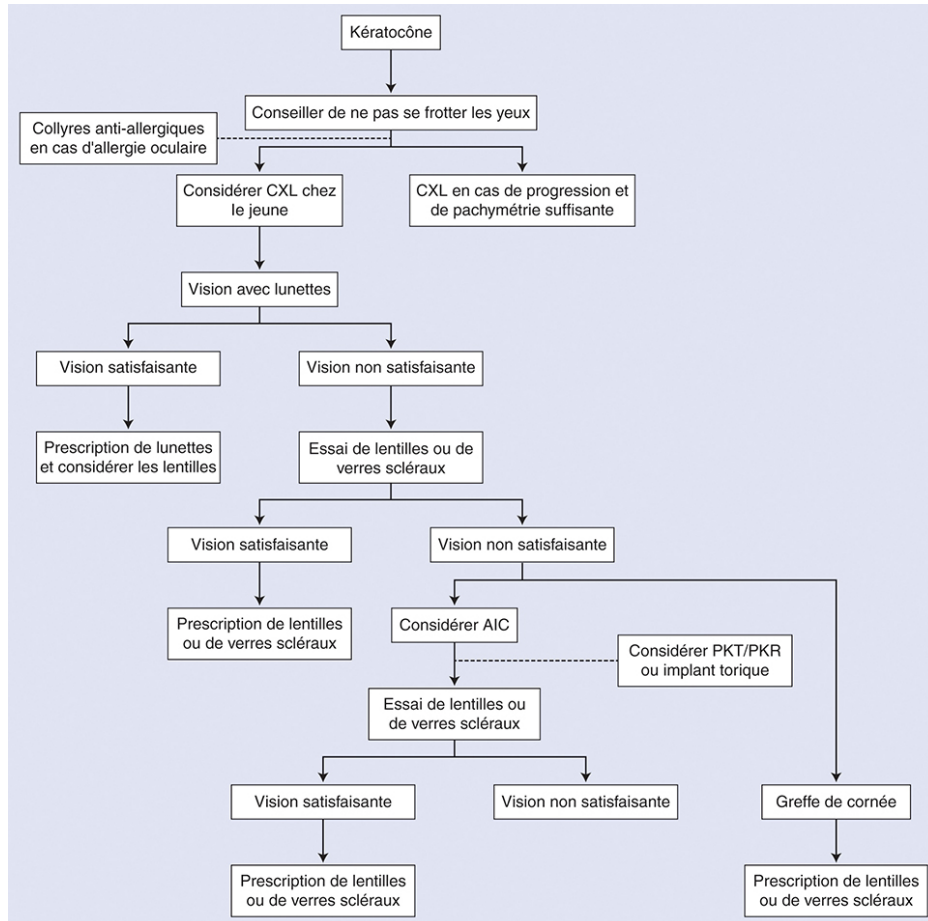 Kératocône
Conseiller de ne pas se frotter les yeux
Collyres anti-allergiques
en cas d'allergie oculaire
Considérer CXL chez
le jeune
CXL en cas de progression et
de pachymétrie suffisante
Vision avec lunettes
Vision satisfaisante
Vision non satisfaisante
Prescription de lunettes
et considérer les lentilles
Essai de lentilles ou de
verres scléraux
Vision satisfaisante
Vision non satisfaisante
Prescription de lentilles
ou de verres scléraux
Considérer AIC
Considérer PKT/PKR
ou implant torique
Essai de lentilles ou
de verres scléraux
Vision satisfaisante
Vision non satisfaisante
Greffe de cornée
Prescription de lentilles
ou de verres scléraux
Prescription de lentilles
ou de verres scléraux